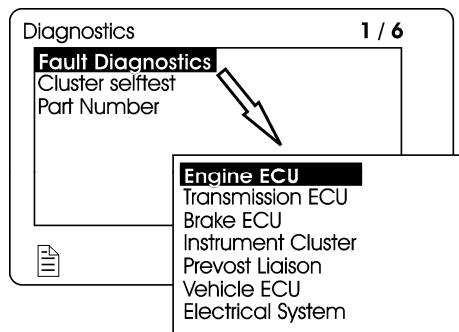 Diagnostics 1 / 6
Fault Diagnostics
Cluster selftest
Part Number
Engine ECU
Transmission ECU
Brake ECU
Instrument Cluster
Prevost Liaison
Vehicle ECU
Electrical System